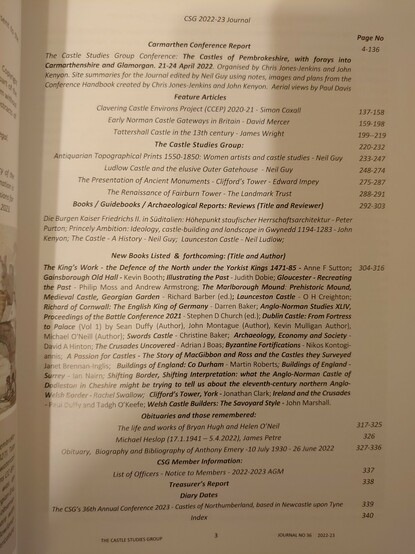 CSG 2022-23 Journal
Page No
Carmarthen Conference Report 4-136
The Castle Studies Group Conference: The Castles of Pembrokeshire, with forays into
Carmarthenshire and Glamorgan. 21-24 April 2022. Organised by Chris Jones-Jenkins and John
Kenyon. Site summaries for the Journal edited by Neil Guy using notes, images and plans from the
Conference Handbook created by Chris Jones-Jenkins and John Kenyon. Aerial views by Paul Davis
Feature Articles
Clavering Castle Environs Project (CCEP) 2020-21 - Simon Coxall 137-158
Early Norman Castle Gateways in Britain - David Mercer 159-198
Tattershall Castle in the 13th century - James Wright 199--219
The Castle Studies Group: 220-232
Antiquarian Topographical Prints 1550-1850: Women artists and castle studies - Neil Guy 233-247
Ludlow Castle and the elusive Outer Gatehouse - Neil Guy 248-274
The Presentation of Ancient Monuments - Clifford's Tower - Edward Impey 275-287
The Renaissance of Fairburn Tower - The Landmark Trust 288-291
Books / Guidebooks / Archaeological Reports: Reviews (Title and Reviewer) 292-303
Die Burgen Kaiser Friedrichs II. in Süditalien: Höhepunkt staufischer Herrschaftsarchitektur - Peter
Purton; Princely Ambition: Ideology, castle-building and landscape in Gwynedd 1194-1283 - John
Kenyon; The Castle - A History - Neil Guy; Launceston Castle - Neil Ludlow;
New Books Listed & forthcoming: (Title and Author)
The King's Work - the Defence of the North under the Yorkist Kings 1471-85 - Anne F Sutton; 304-316
Gainsborough Old Hall - Kevin Booth; Illustrating the Past - Judith Dobie; Gloucester - Recreating
the Past - Philip Moss and Andrew Armstrong; The Marlborough Mound: Prehistoric Mound,
Medieval Castle, Georgian Garden - Richard Barber (ed.); Launceston Castle - O H Creighton;
Richard of Cornwall: The English King of Germony - Darren Baker; Anglo-Norman Studies XLIV,
Proceedings of the Battle Conference 2021 - Stephen D Church (ed.); Dublin Castle: From Fortress
to Palace (Vol 1) by Sean Duffy (Author), John Montague (Author), Kevin Mulligan (Author),
Michael O'Neill (Author); Swords Castle - Christine Baker; Archaeology, Economy and Society -
David A Hinton; The Crusades Uncovered - Adrian J Boas; Byzantine Fortifications - Nikos Kontog-
iannis; A Passion for Castles - The Story of MacGibbon and Ross and the Castles they Surveyed
Janet Brennan-Inglis; Buildings of England: Co Durham - Martin Roberts; Buildings of England -
Surrey - Ian Nairn; Shifting Border, Shifting Interpretation: what the Anglo-Norman Castle of
Dodleston in Cheshire might be trying to tell us about the eleventh-century northern Anglo-
Welsh Border - Rachel Swallow; Clifford's Tower, York - Jonathan Clark; Ireland and the Crusades
- Paul Duffy and Tadgh O'Keefe; Welsh Castle Builders: The Savoyard Style - John Marshall.
Obituaries and those remembered:
The life and works of Bryan Hugh and Helen O'Neil 317-325
Michael Heslop (17.1.1941 – 5.4.2022), James Petre 326
Obituary, Biography and Bibliography of Anthony Emery -10 July 1930 - 26 June 2022 327-336
CSG Member Information:
List of Officers - Notice to Members - 2022-2023 AGM 337
Treasurer's Report 338
Diary Dates
The CSG's 36th Annual Conference 2023 - Castles of Northumberland, based in Newcastle upon Tyne 339
Index 340
THE CASTLE STUDIES GROUP 3 JOURNAL NO 36 2022-23